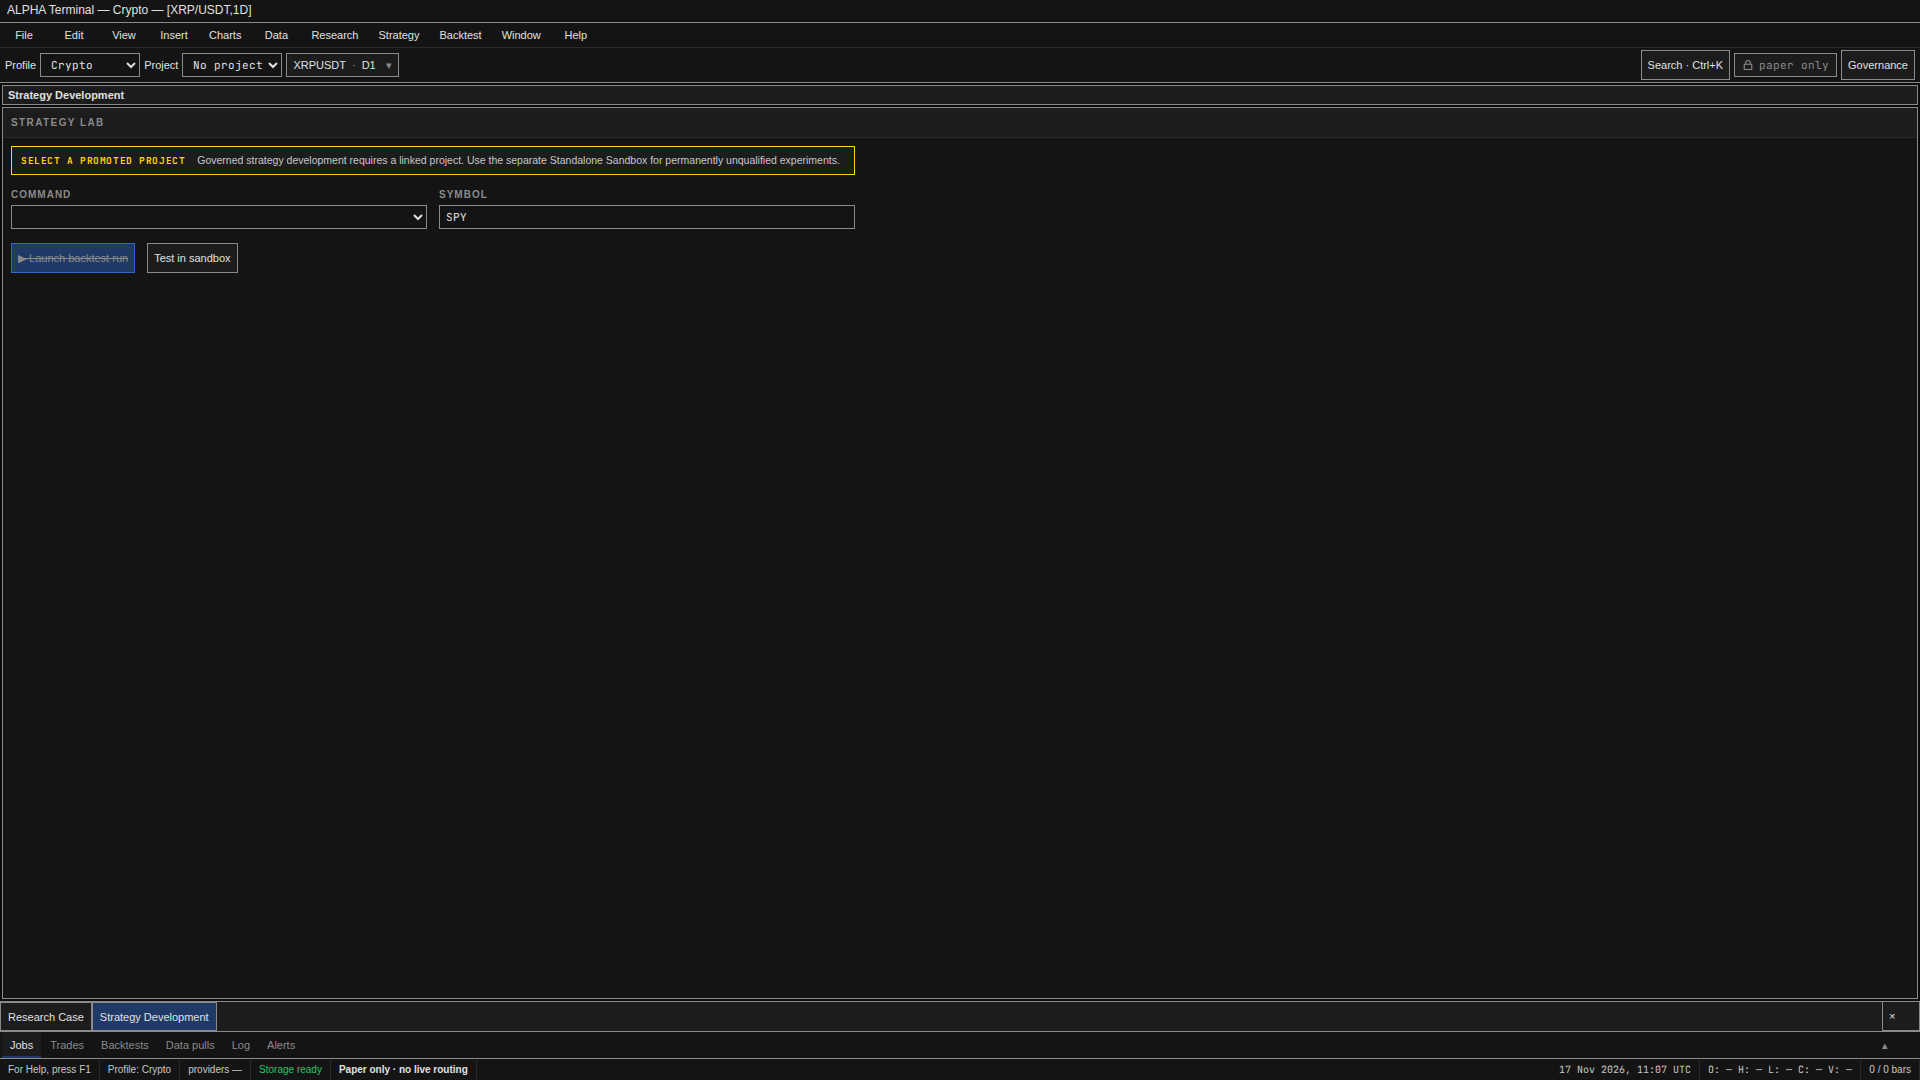 ALPHA Terminal — Crypto — [XRP/USDT,1D]
File Edit View Insert Charts Data Research Strategy Backtest Window Help
Profile Crypto Project No project XRPUSDT · D1 ▾ Search · Ctrl+K paper only Governance
Strategy Development
STRATEGY LAB
SELECT A PROMOTED PROJECT Governed strategy development requires a linked project. Use the separate Standalone Sandbox for permanently unqualified experiments.
COMMAND SYMBOL
SPY
▶ Launch backtest run Test in sandbox
Research Case Strategy Development ×
Jobs Trades Backtests Data pulls Log Alerts ▴
For Help, press F1 Profile: Crypto providers — Storage ready Paper only · no live routing 17 Nov 2026, 11:07 UTC O: — H: — L: — C: — V: — 0 / 0 bars